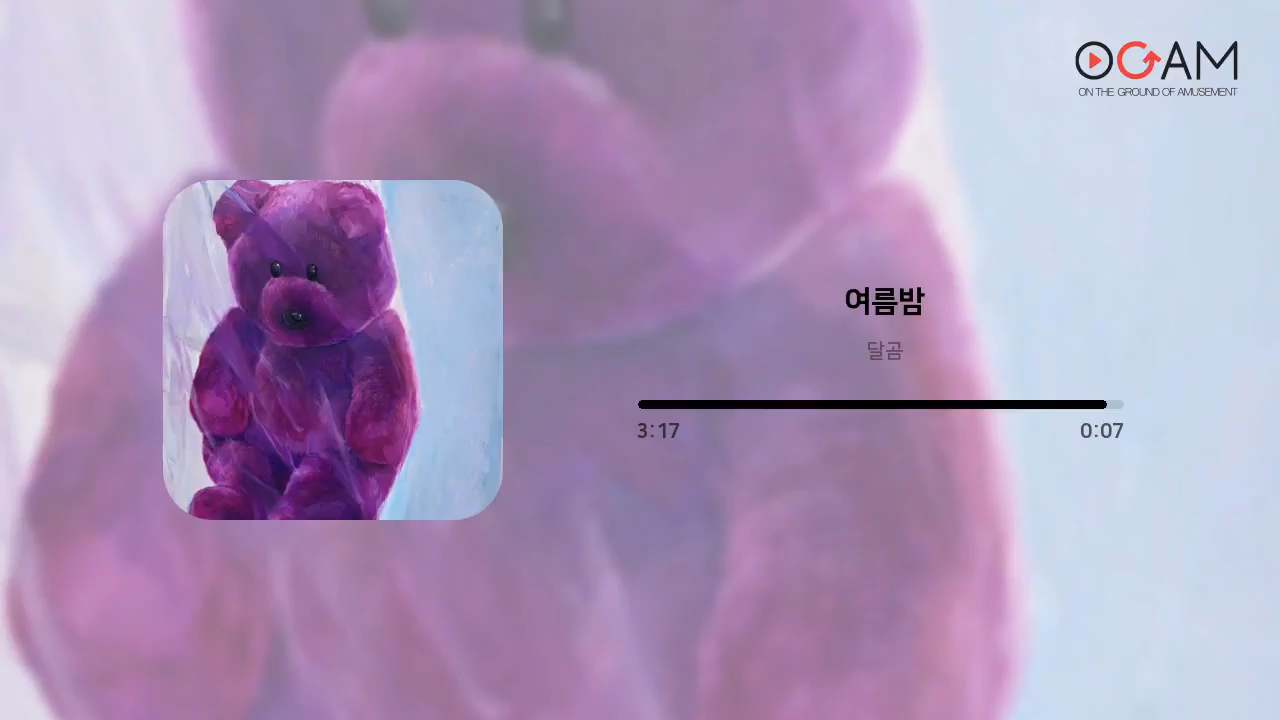 OGAM
ON THE GROUND OF AMUSEMENT
여름밤
달곰
3:17
0:07